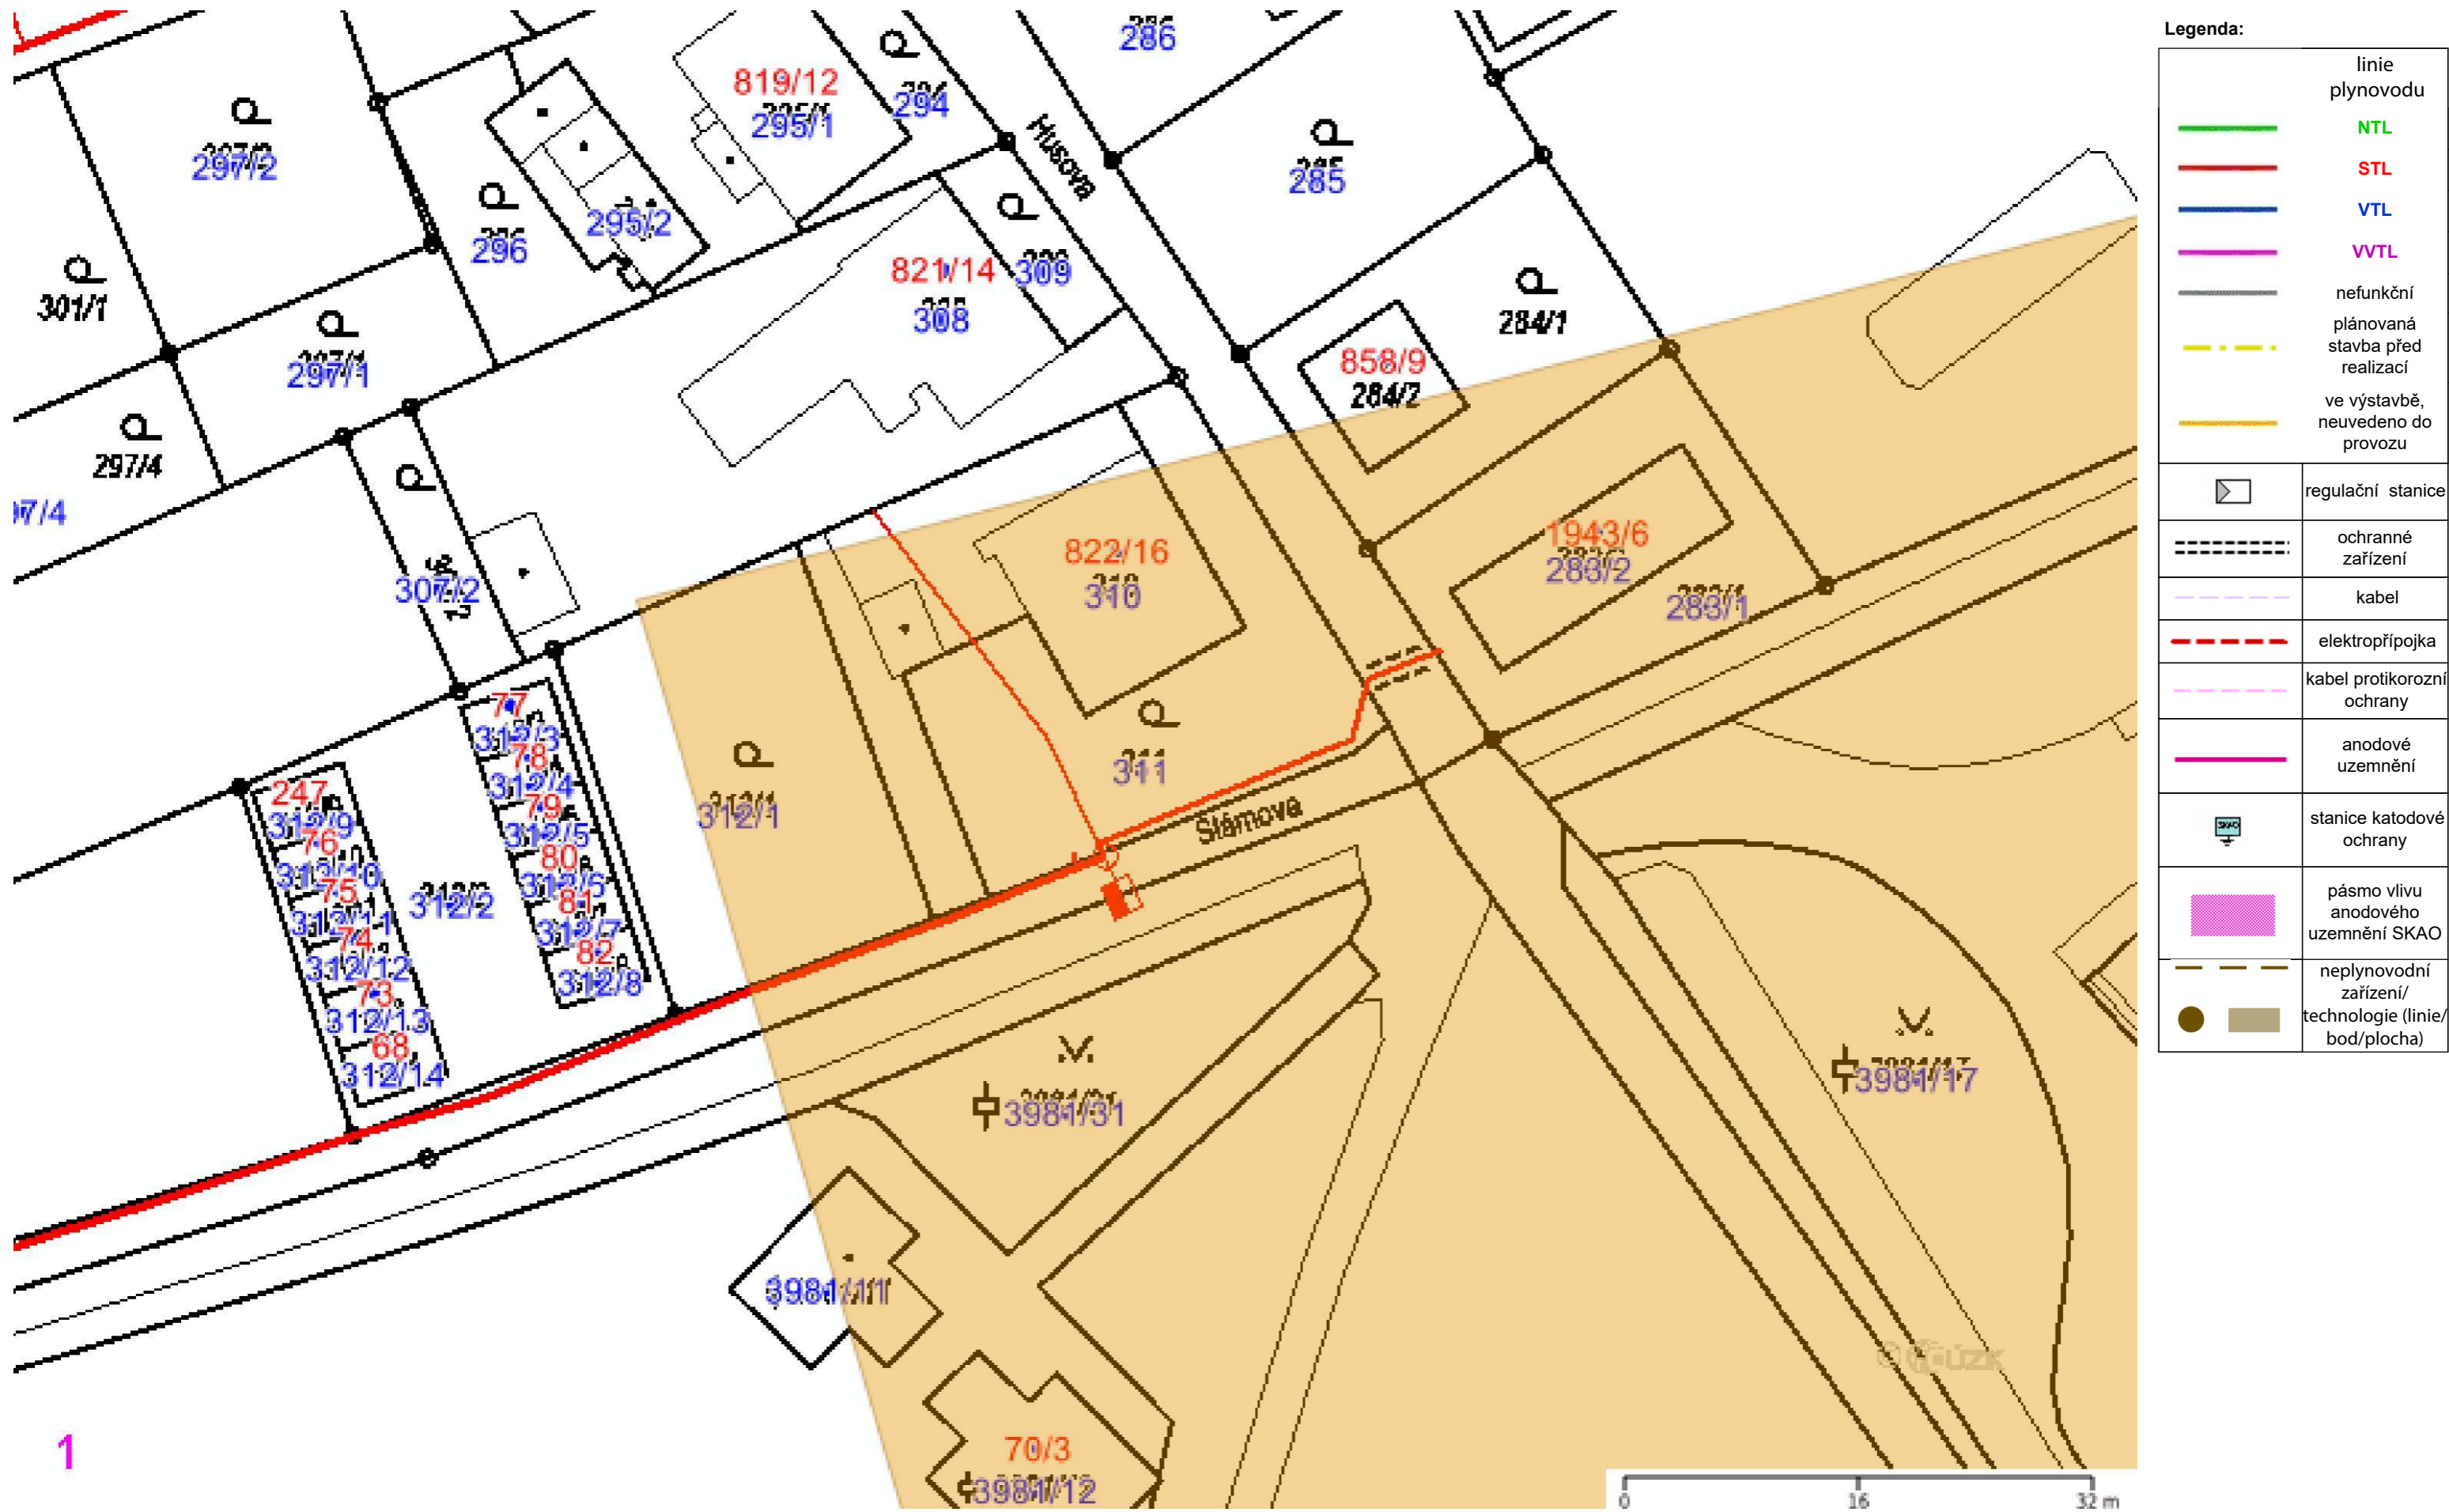 286
819/12
294
295/1
Husova
297/2
285
295/2
296
821/14
309
301/1
308
284/1
297/1
858/9
284/2
297/4
97/4
1943/6
822/16
283/2
307/2
310
283/1
77
312/3
78
311
312/4
247
79
312/1
Stámova
312/9
312/5
76
80
313/10
312/6
75
312/2
81
312/11
312/7
74
82
312/12
312/8
73
312/13
68
312/14
3981/17
3981/31
3981/11
70/3
3981/12
1
0 16 32 m
Legenda:
linie
plynovodu
NTL
STL
VTL
VVTL
nefunkční
plánovaná
stavba před
realizací
ve výstavbě,
neuvedeno do
provozu
regulační stanice
ochranné
zařízení
kabel
elektropřípojka
kabel protikorozní
ochrany
anodové
uzemnění
SKAO
stanice katodové
ochrany
pásmo vlivu
anodového
uzemnění SKAO
neplynovodní
zařízení/
technologie (linie/
bod/plocha)